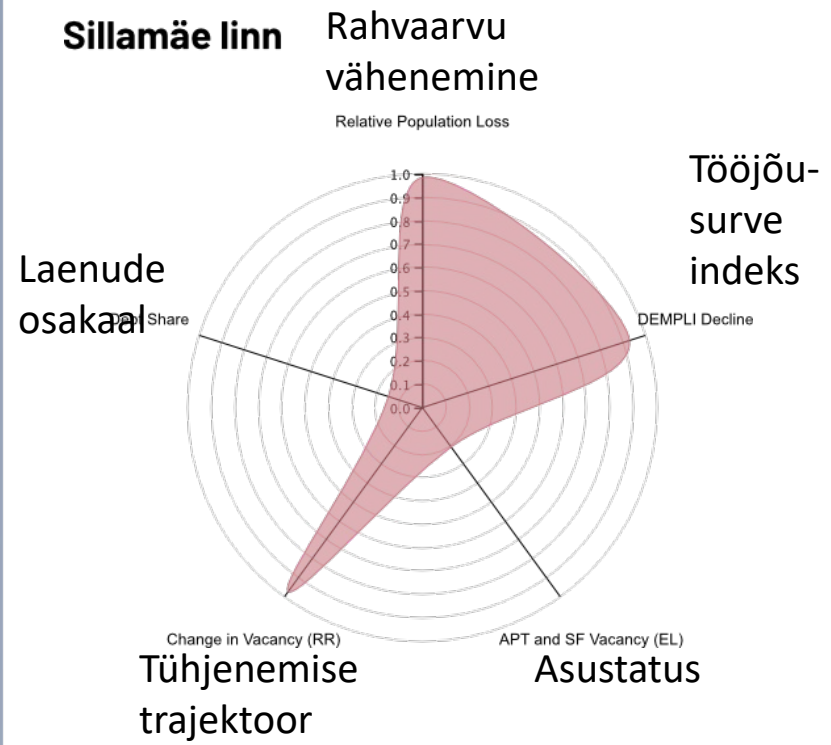 Sillamäe linn
Rahvaarvu
vähenemine
Relative Population Loss
Tööjõu-
surve
indeks
DEMPLI Decline
Laenude
osakaal
Debt Share
1.0
0.9
0.8
0.7
0.6
0.5
0.4
0.3
0.2
0.1
0.0
Change in Vacancy (RR)
Tühjenemise
trajektoor
APT and SF Vacancy (EL)
Asustatus